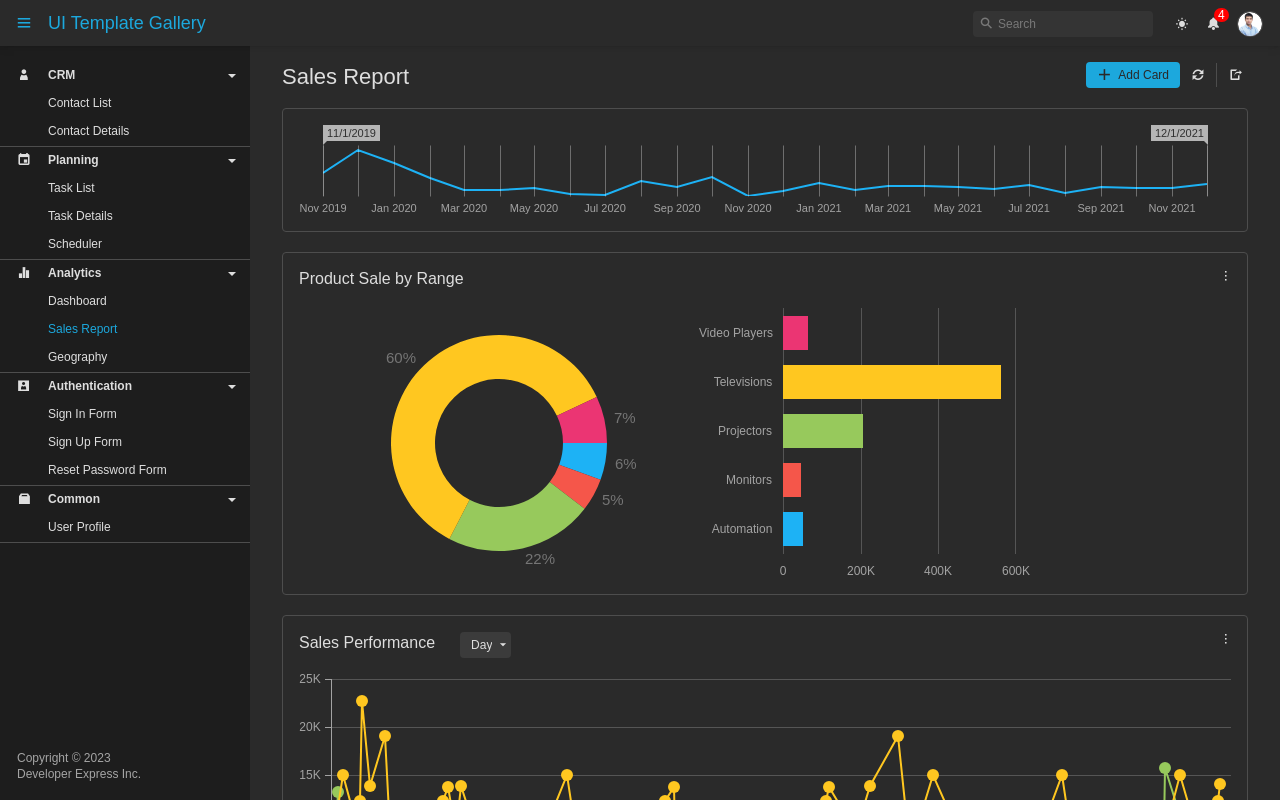 UI Template Gallery
Search
4
CRM
Contact List
Contact Details
Planning
Task List
Task Details
Scheduler
Analytics
Dashboard
Sales Report
Geography
Authentication
Sign In Form
Sign Up Form
Reset Password Form
Common
User Profile
Copyright © 2023
Developer Express Inc.
Sales Report
Add Card
11/1/2019 12/1/2021
Nov 2019 Jan 2020 Mar 2020 May 2020 Jul 2020 Sep 2020 Nov 2020 Jan 2021 Mar 2021 May 2021 Jul 2021 Sep 2021 Nov 2021
Product Sale by Range
60%
7%
6%
5%
22%
Video Players
Televisions
Projectors
Monitors
Automation
0 200K 400K 600K
Sales Performance Day
25K
20K
15K